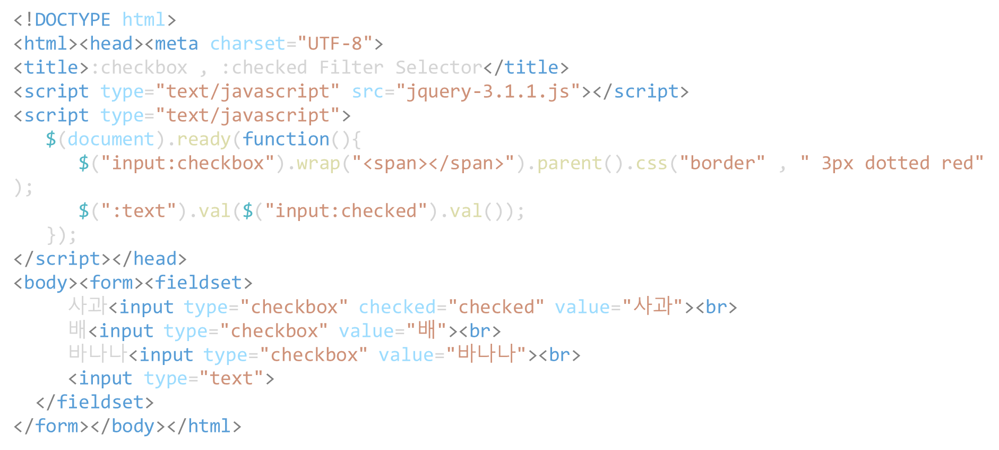 <!DOCTYPE html>
<html><head><meta charset="UTF-8">
<title>:checkbox , :checked Filter Selector</title>
<script type="text/javascript" src="jquery-3.1.1.js"></script>
<script type="text/javascript">
   $(document).ready(function(){
      $("input:checkbox").wrap("<span></span>").parent().css("border" , " 3px dotted red"
);
      $(":text").val($("input:checked").val());
   });
</script></head>
<body><form><fieldset>
     사과<input type="checkbox" checked="checked" value="사과"><br>
     배<input type="checkbox" value="배"><br>
     바나나<input type="checkbox" value="바나나"><br>
     <input type="text">
  </fieldset>
</form></body></html>